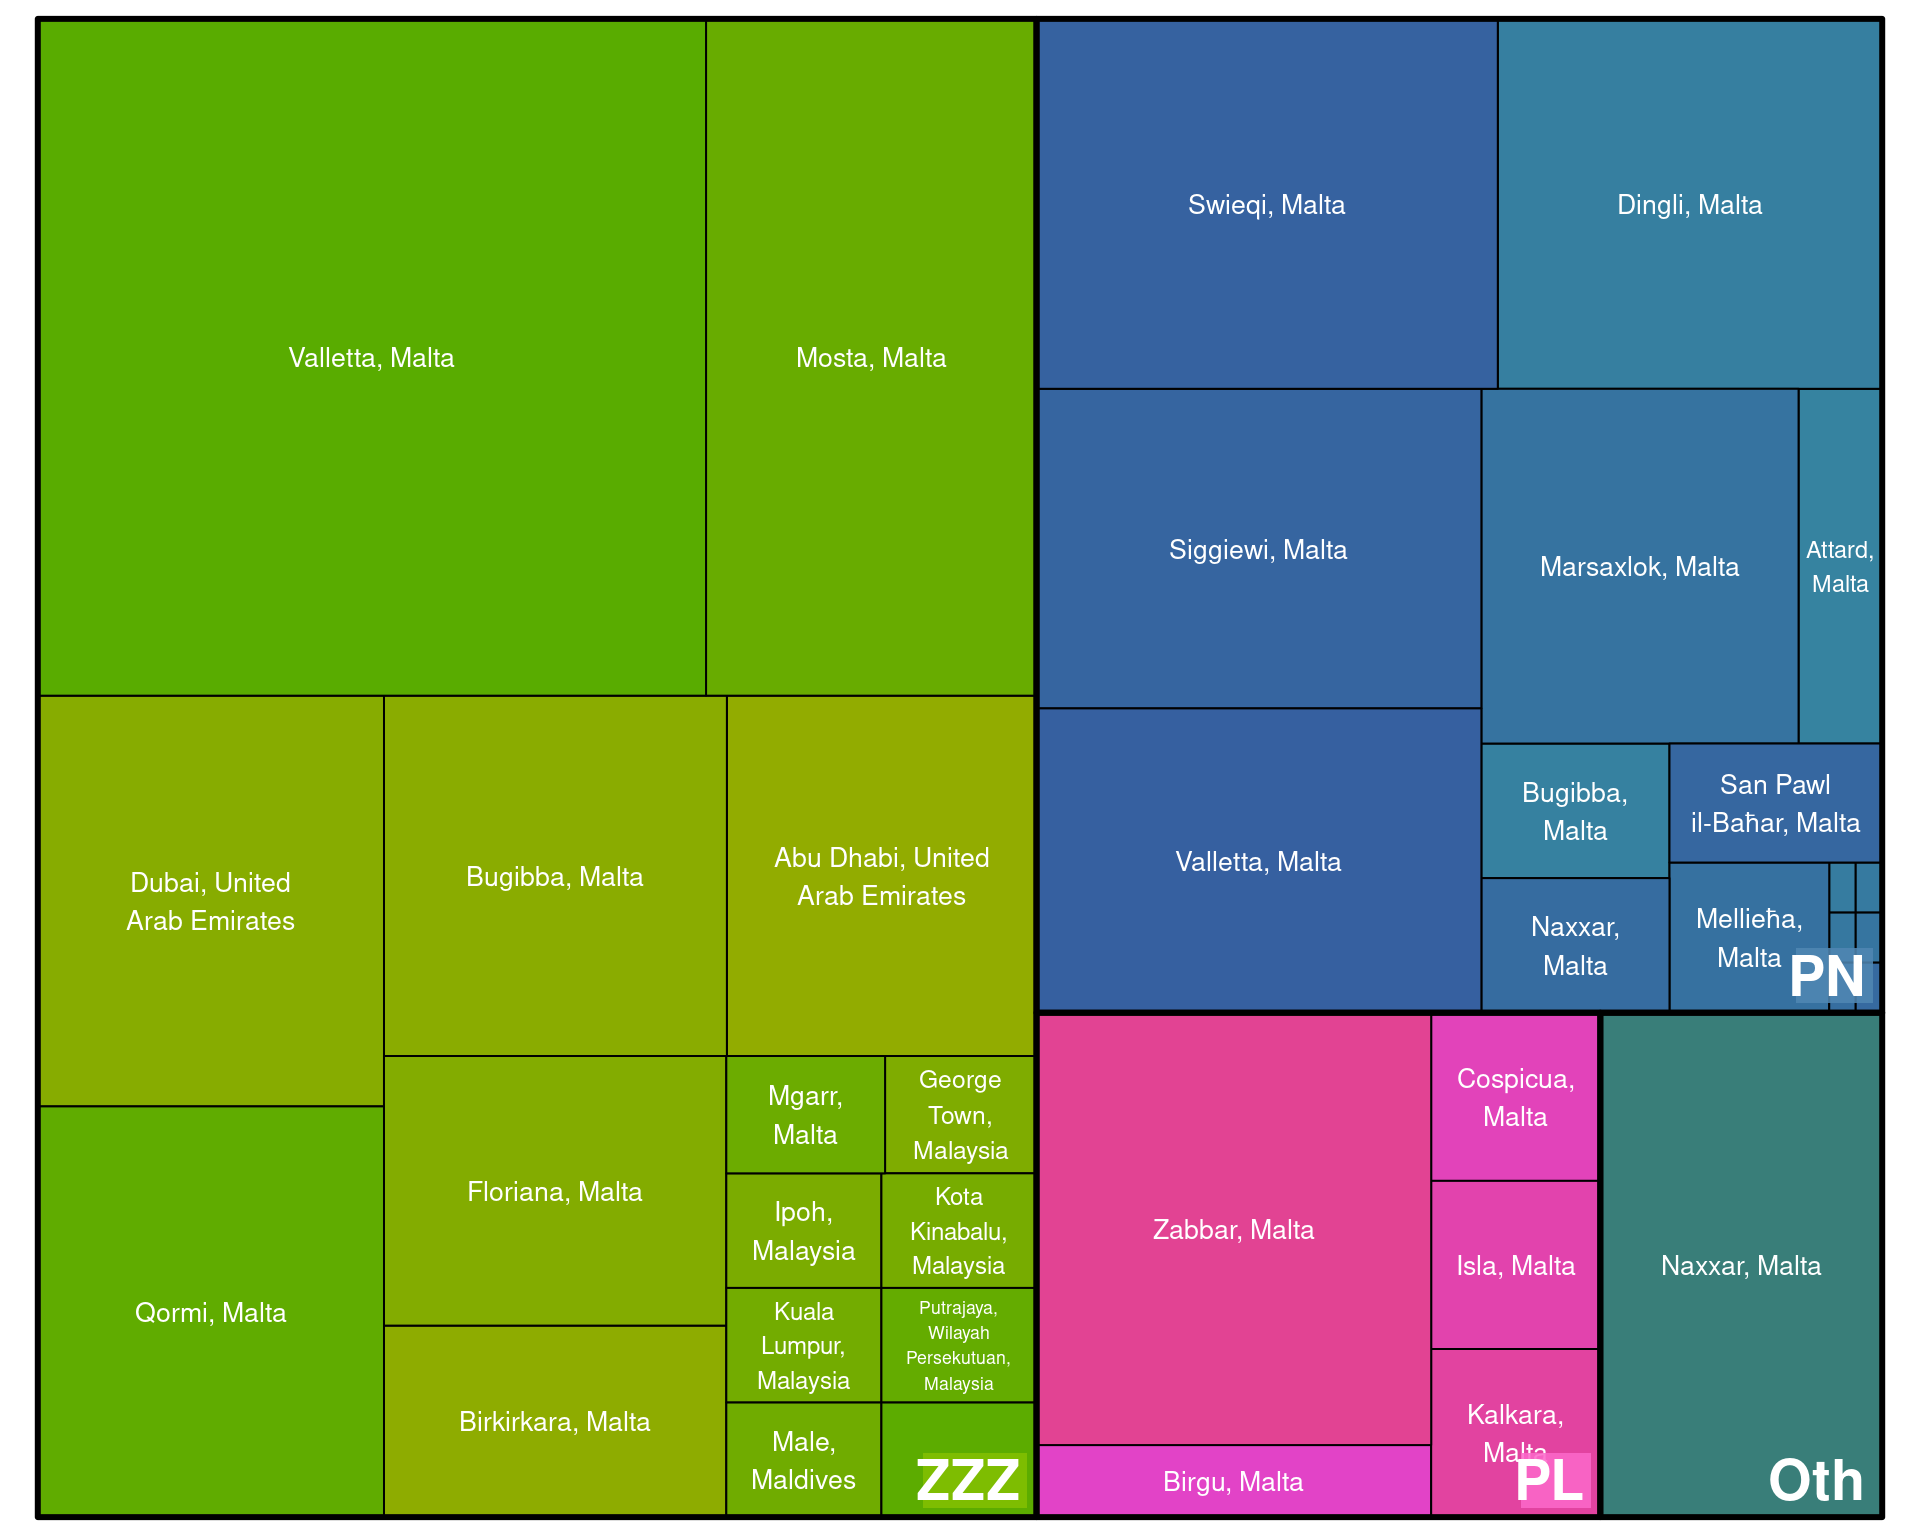 Valletta, Malta
Mosta, Malta
Dubai, United
Arab Emirates
Bugibba, Malta
Abu Dhabi, United
Arab Emirates
Qormi, Malta
Floriana, Malta
Birkirkara, Malta
Mgarr,
Malta
George
Town,
Malaysia
Ipoh,
Malaysia
Kota
Kinabalu,
Malaysia
Kuala
Lumpur,
Malaysia
Putrajaya,
Wilayah
Persekutuan,
Malaysia
Male,
Maldives
ZZZ
Swieqi, Malta
Dingli, Malta
Siggiewi, Malta
Marsaxlok, Malta
Attard,
Malta
Valletta, Malta
Bugibba,
Malta
San Pawl
il-Baħar, Malta
Naxxar,
Malta
Mellieħa,
Malta
PN
Zabbar, Malta
Cospicua,
Malta
Isla, Malta
Kalkara,
Malta
Birgu, Malta
PL
Naxxar, Malta
Oth